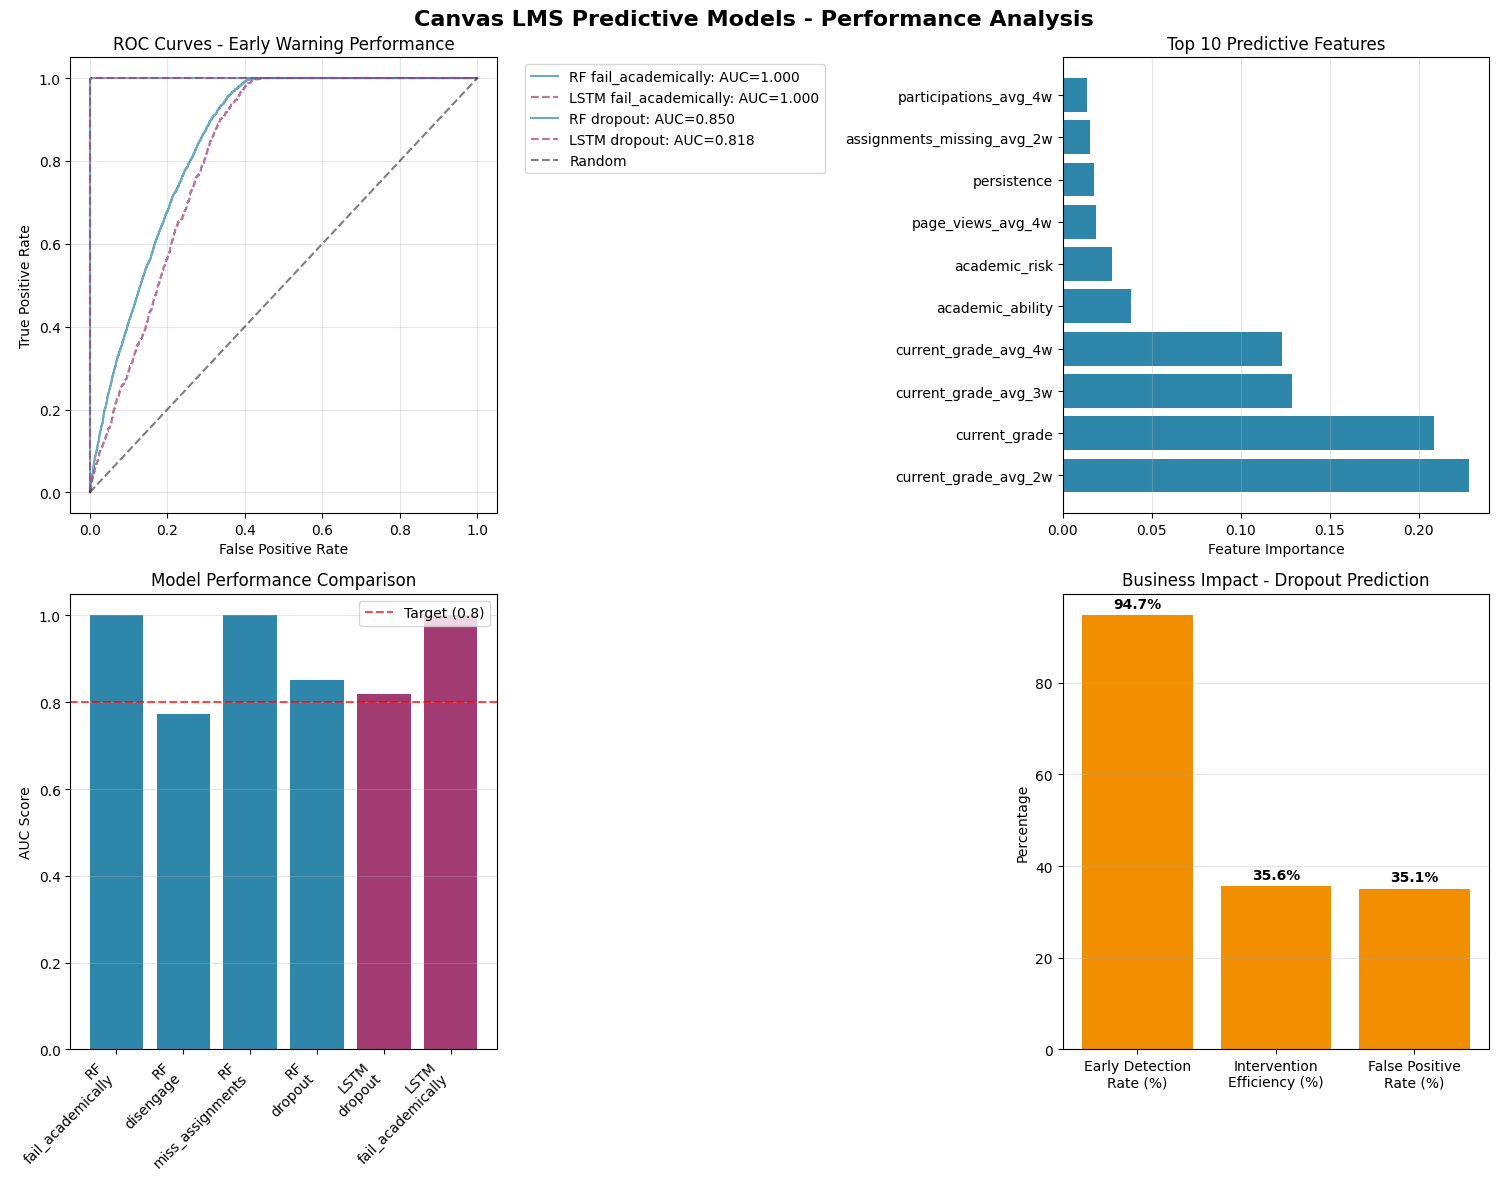 Canvas LMS Predictive Models - Performance Analysis
ROC Curves - Early Warning Performance
True Positive Rate
1.0
0.8
0.6
0.4
0.2
0.0
0.0 0.2 0.4 0.6 0.8 1.0
False Positive Rate
RF fail_academically: AUC=1.000
LSTM fail_academically: AUC=1.000
RF dropout: AUC=0.850
LSTM dropout: AUC=0.818
Random
Top 10 Predictive Features
participations_avg_4w
assignments_missing_avg_2w
persistence
page_views_avg_4w
academic_risk
academic_ability
current_grade_avg_4w
current_grade_avg_3w
current_grade
current_grade_avg_2w
0.00 0.05 0.10 0.15 0.20
Feature Importance
Model Performance Comparison
Target (0.8)
AUC Score
1.0
0.8
0.6
0.4
0.2
0.0
RF
fail_academically
RF
disengage
RF
miss_assignments
RF
dropout
LSTM
dropout
LSTM
fail_academically
Business Impact - Dropout Prediction
Percentage
80
60
40
20
0
94.7%
35.6%
35.1%
Early Detection
Rate (%)
Intervention
Efficiency (%)
False Positive
Rate (%)